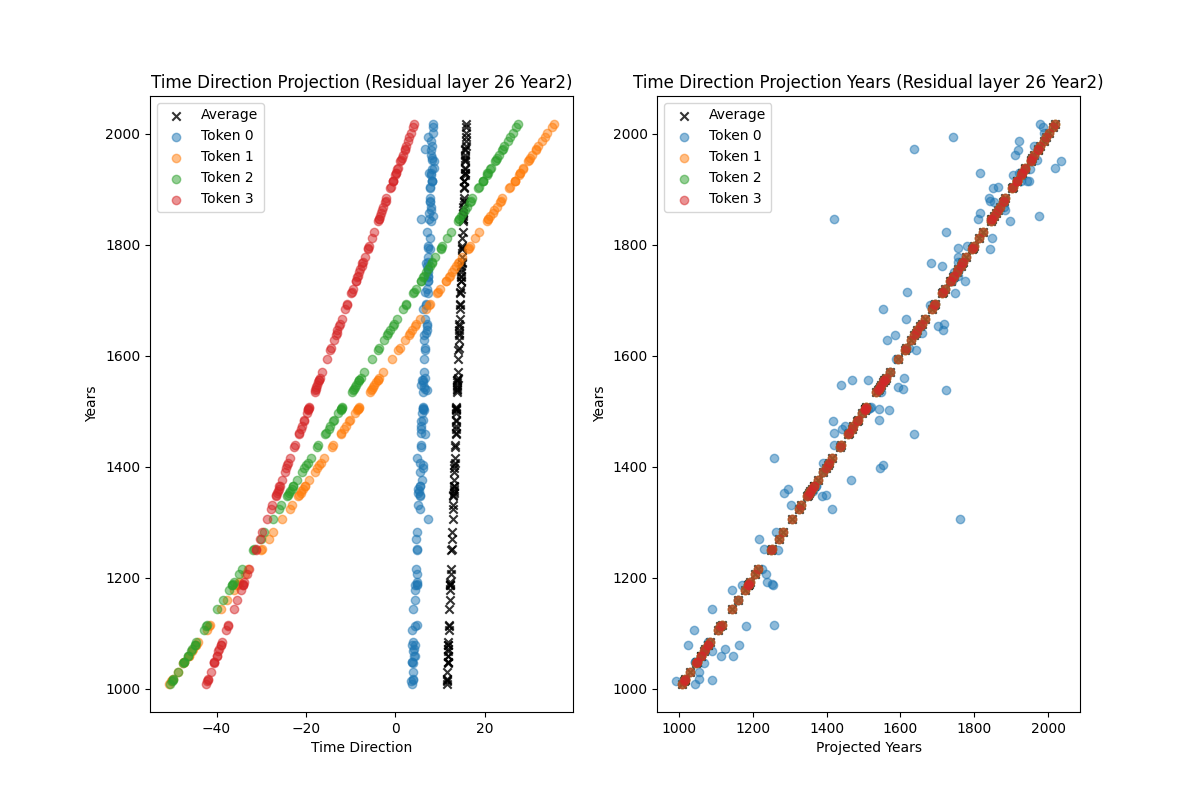 Time Direction Projection (Residual layer 26 Year2)
Average
Token 0
Token 1
Token 2
Token 3
2000
1800
1600
1400
1200
1000
Years
−40
−20
0
20
Time Direction
Time Direction Projection Years (Residual layer 26 Year2)
Average
Token 0
Token 1
Token 2
Token 3
2000
1800
1600
1400
1200
1000
Years
1000
1200
1400
1600
1800
2000
Projected Years